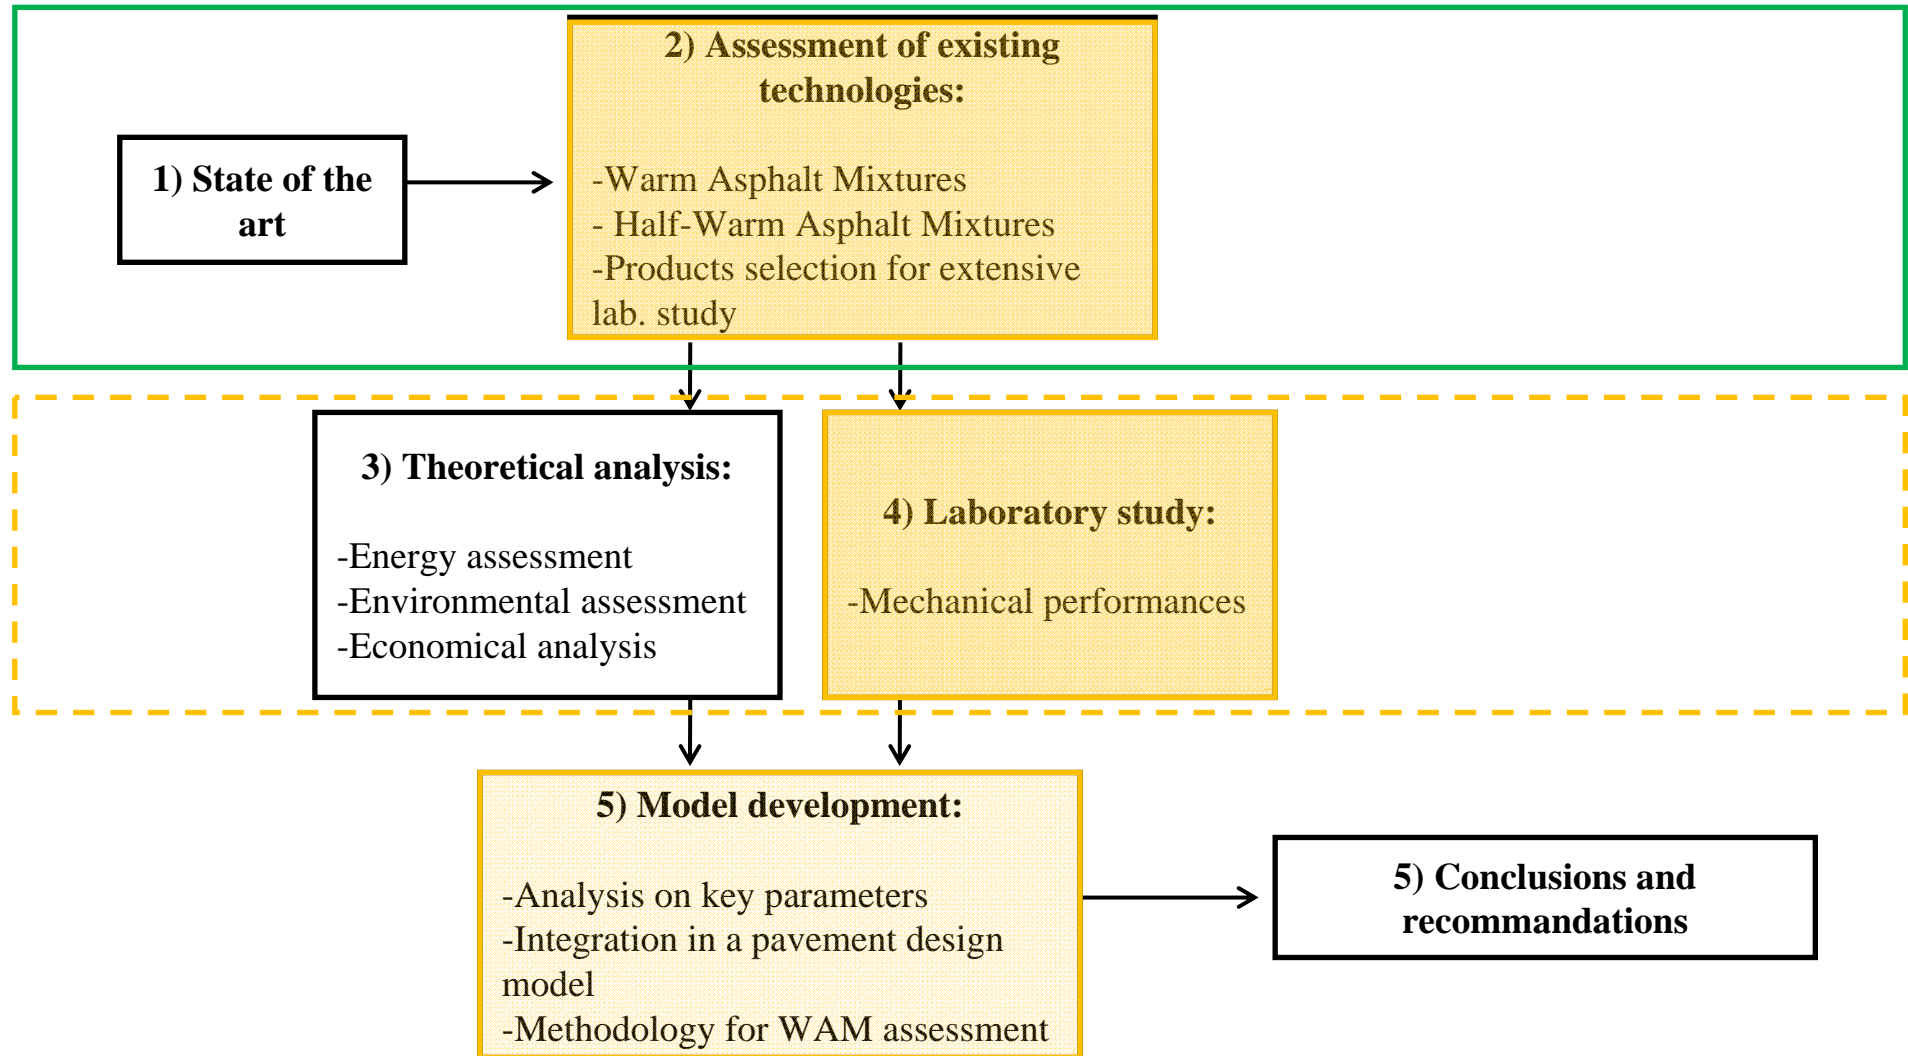 2) Assessment of existing
technologies:
-Warm Asphalt Mixtures
- Half-Warm Asphalt Mixtures
-Products selection for extensive
lab. study
1) State of the
art
3) Theoretical analysis:
-Energy assessment
-Environmental assessment
-Economical analysis
4) Laboratory study:
-Mechanical performances
5) Model development:
-Analysis on key parameters
-Integration in a pavement design
model
-Methodology for WAM assessment
5) Conclusions and
recommandations